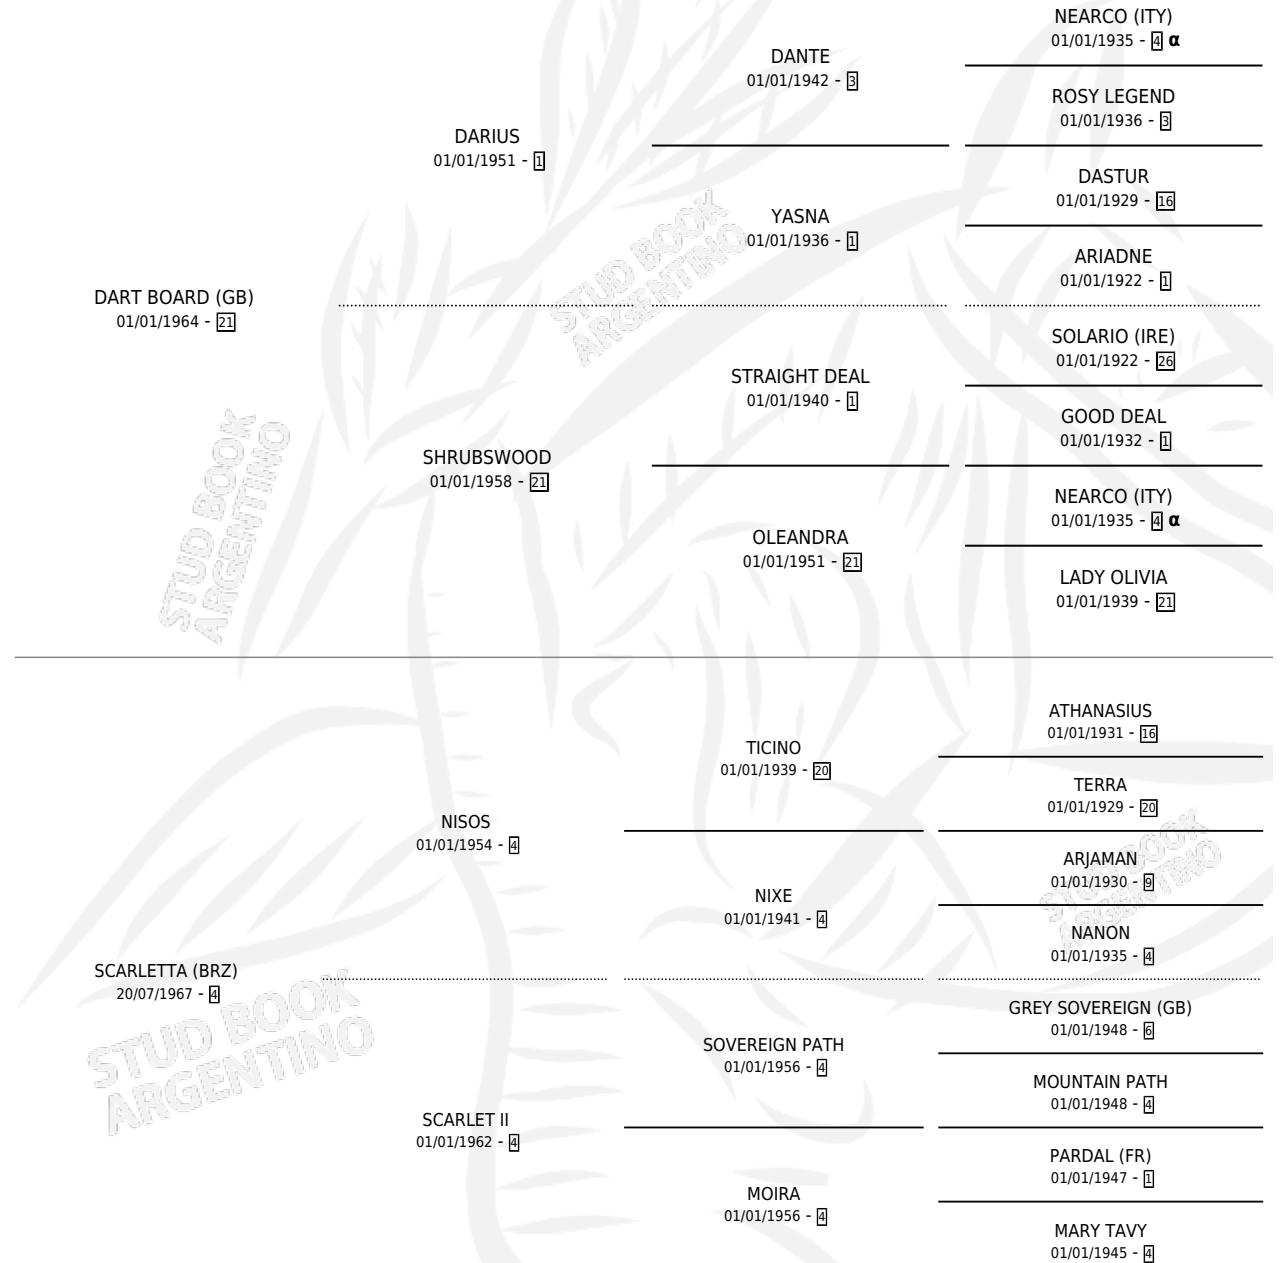 NEARCO (ITY)
01/01/1935 - 4 α
DANTE
01/01/1942 - 3
ROSY LEGEND
01/01/1936 - 3
DARIUS
01/01/1951 - 1
DASTUR
01/01/1929 - 16
YASNA
01/01/1936 - 1
ARIADNE
01/01/1922 - 1
DART BOARD (GB)
01/01/1964 - 21
SOLARIO (IRE)
01/01/1922 - 26
STRAIGHT DEAL
01/01/1940 - 1
GOOD DEAL
01/01/1932 - 1
SHRUBSWOOD
01/01/1958 - 21
NEARCO (ITY)
01/01/1935 - 4 α
OLEANDRA
01/01/1951 - 21
LADY OLIVIA
01/01/1939 - 21
ATHANASIUS
01/01/1931 - 16
TICINO
01/01/1939 - 20
TERRA
01/01/1929 - 20
NISOS
01/01/1954 - 4
ARJAMAN
01/01/1930 - 9
NIXE
01/01/1941 - 4
NANON
01/01/1935 - 4
SCARLETTA (BRZ)
20/07/1967 - 4
GREY SOVEREIGN (GB)
01/01/1948 - 6
SOVEREIGN PATH
01/01/1956 - 4
MOUNTAIN PATH
01/01/1948 - 4
SCARLET II
01/01/1962 - 4
PARDAL (FR)
01/01/1947 - 1
MOIRA
01/01/1956 - 4
MARY TAVY
01/01/1945 - 4
STUD BOOK
ARGENTINO
STUD BOOK
ARGENTINO
STUD BOOK
ARGENTINO
STUD BOOK
ARGENTINO